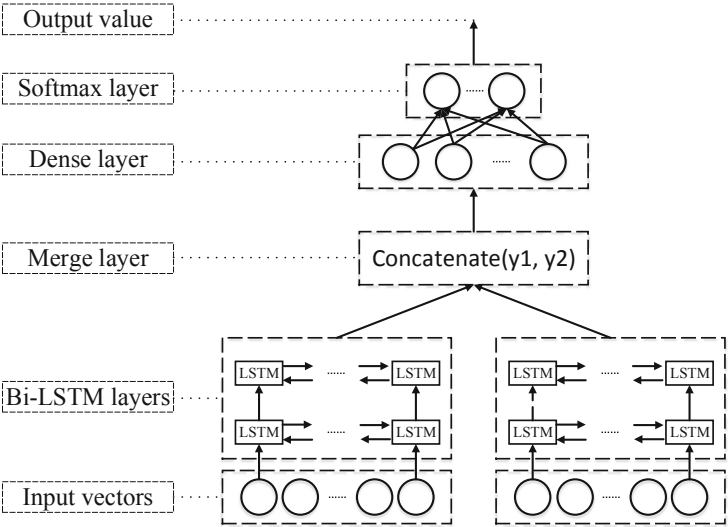 Output value
Softmax layer
......
Dense layer
......
Merge layer
Concatenate(y1, y2)
LSTM ...... LSTM LSTM ...... LSTM
Bi-LSTM layers
LSTM ...... LSTM LSTM ...... LSTM
Input vectors
...... ......